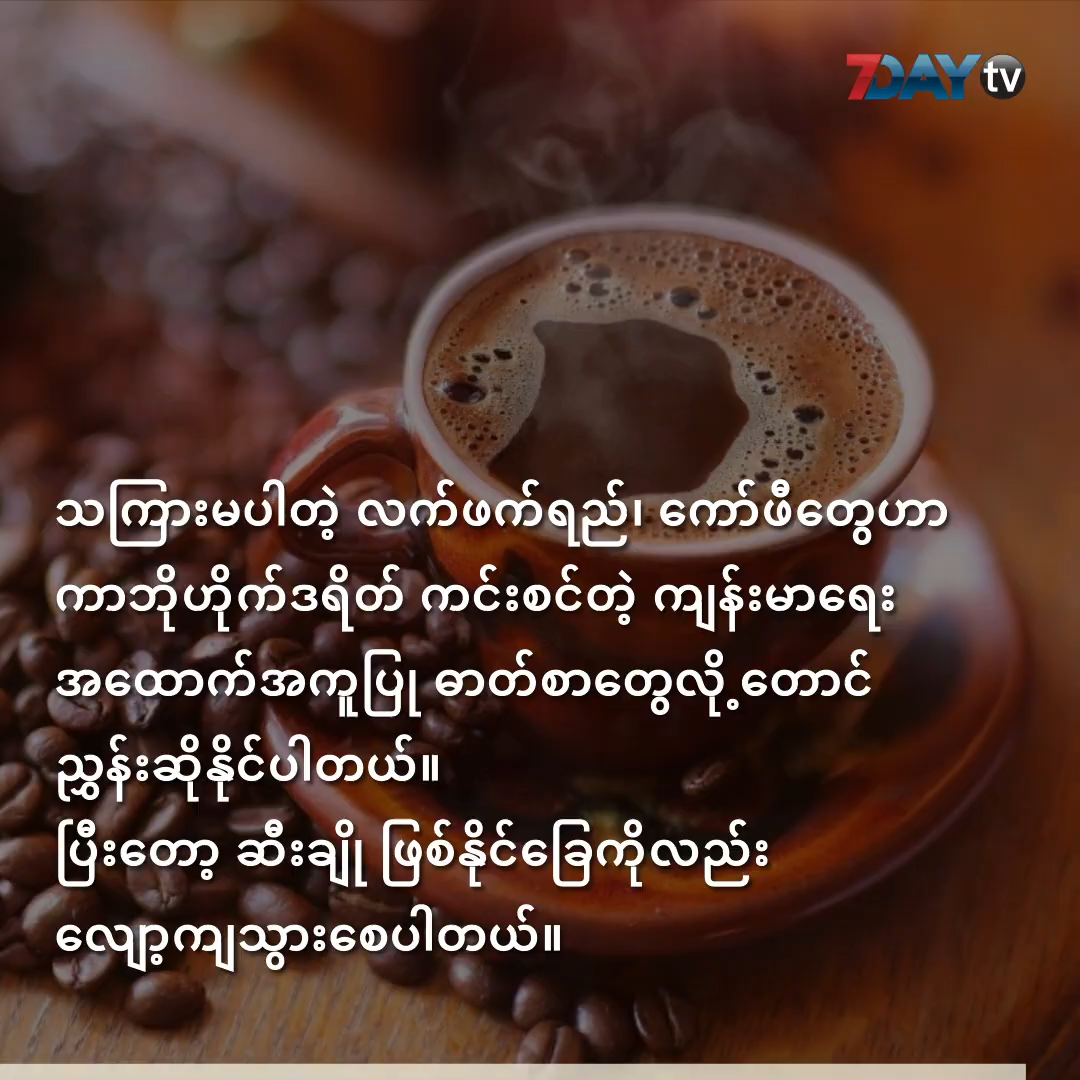 7DAY tv
သကြားမပါတဲ့ လက်ဖက်ရည်၊ ကော်ဖီတွေဟာ
ကာဘိုဟိုက်ဒရိတ် ကင်းစင်တဲ့ ကျန်းမာရေး
အထောက်အကူပြု ဓာတ်စာတွေလို့တောင်
ညွှန်းဆိုနိုင်ပါတယ်။
ပြီးတော့ ဆီးချို ဖြစ်နိုင်ခြေကိုလည်း
လျော့ကျသွားစေပါတယ်။